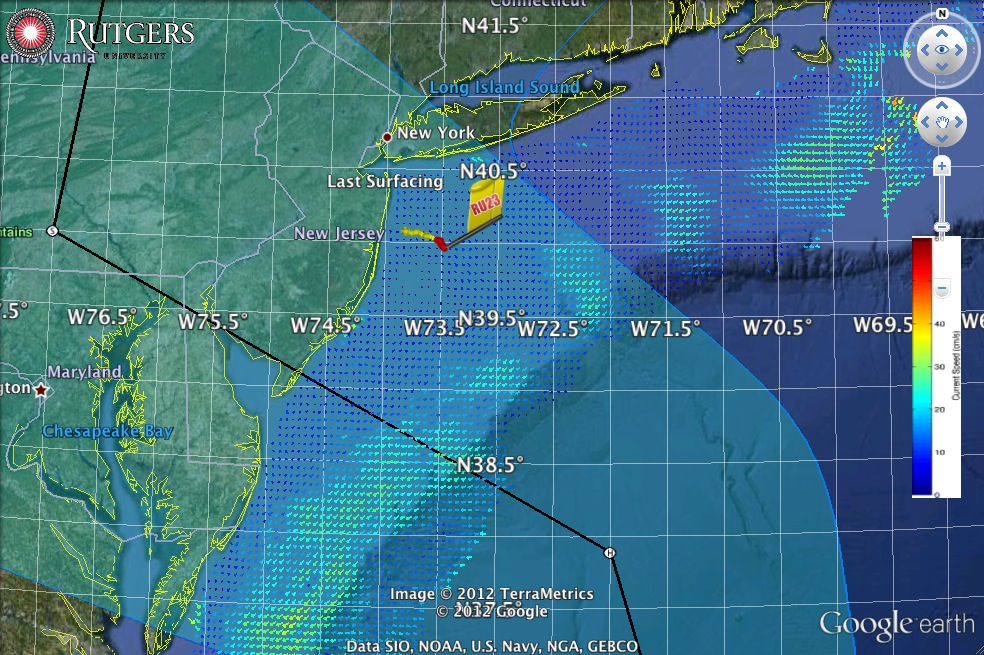 Connecticut
N41.5°
RUTGERS
UNIVERSITY
ennsylvania
N
Long Island Sound
New York
Last Surfacing
N40.5°
RU23
ntains
S
New Jersey
.5°
W76.5°
W75.5°
W74.5°
W73.5
N39.5°
W72.5°
W71.5°
W70.5°
W69.5
W6
40
30
20
10
0
Current Speed (cm/s)
Maryland
gton
Chesapeake Bay
N38.5°
H
Image © 2012 TerraMetrics
© 2012 Google
N37.5°
Google earth
Data SIO, NOAA, U.S. Navy, NGA, GEBCO